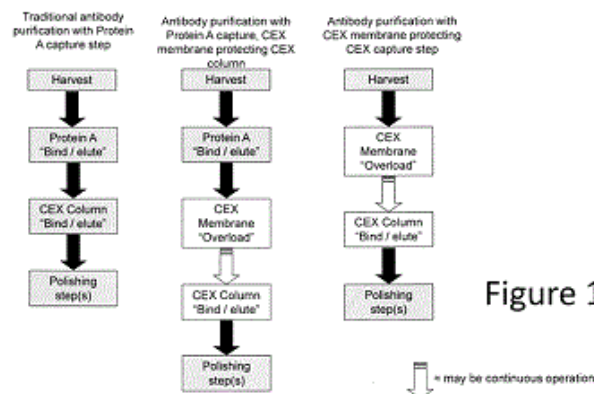 Traditional antibody
purification with Protein
A capture step
Harvest
Protein A
"Bind / elute"
CEX Column
"Bind / elute"
Polishing
step(s)
Antibody purification with
Protein A capture, CEX
membrane protecting CEX
column
Harvest
Protein A
"Bind / elute"
CEX
Membrane
"Overload"
CEX Column
"Bind / elute"
Polishing
step(s)
Antibody purification with
CEX membrane protecting
CEX capture step
Harvest
CEX
Membrane
"Overload"
CEX Column
"Bind / elute"
Polishing
step(s)
Figure 1
= may be continuous operation